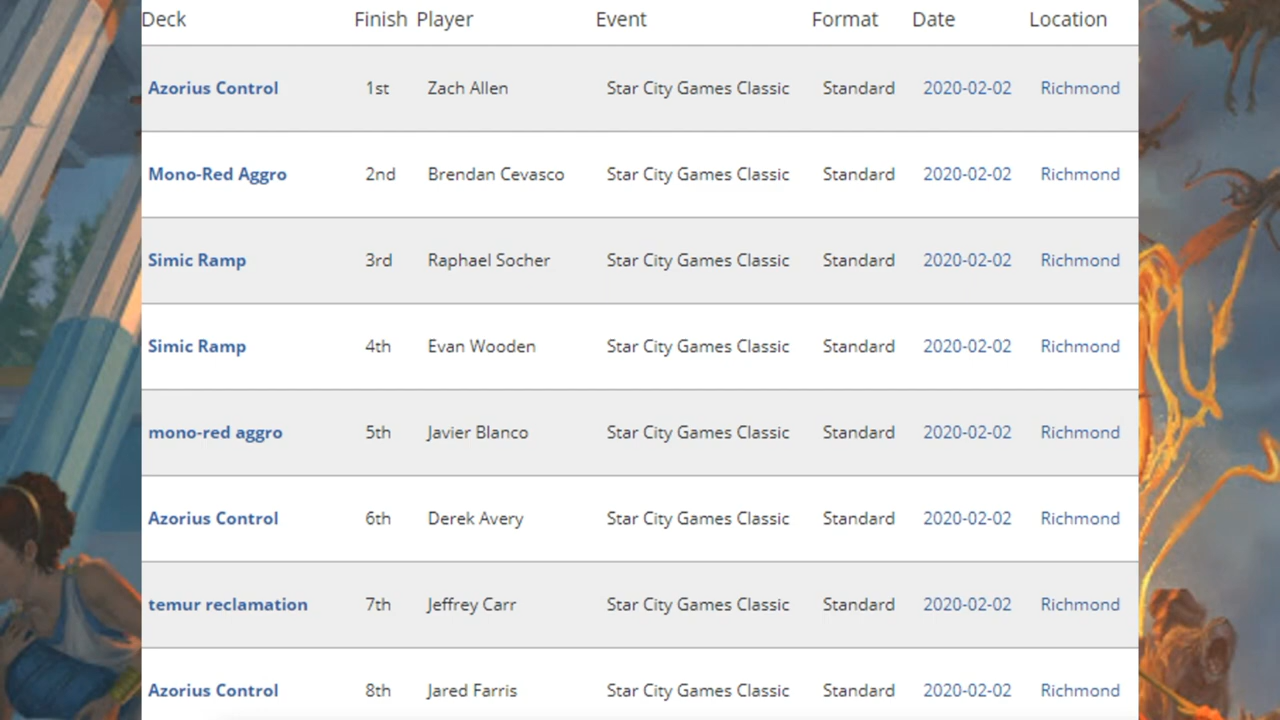 Deck Finish Player Event Format Date Location
Azorius Control 1st Zach Allen Star City Games Classic Standard 2020-02-02 Richmond
Mono-Red Aggro 2nd Brendan Cevasco Star City Games Classic Standard 2020-02-02 Richmond
Simic Ramp 3rd Raphael Socher Star City Games Classic Standard 2020-02-02 Richmond
Simic Ramp 4th Evan Wooden Star City Games Classic Standard 2020-02-02 Richmond
mono-red aggro 5th Javier Blanco Star City Games Classic Standard 2020-02-02 Richmond
Azorius Control 6th Derek Avery Star City Games Classic Standard 2020-02-02 Richmond
temur reclamation 7th Jeffrey Carr Star City Games Classic Standard 2020-02-02 Richmond
Azorius Control 8th Jared Farris Star City Games Classic Standard 2020-02-02 Richmond